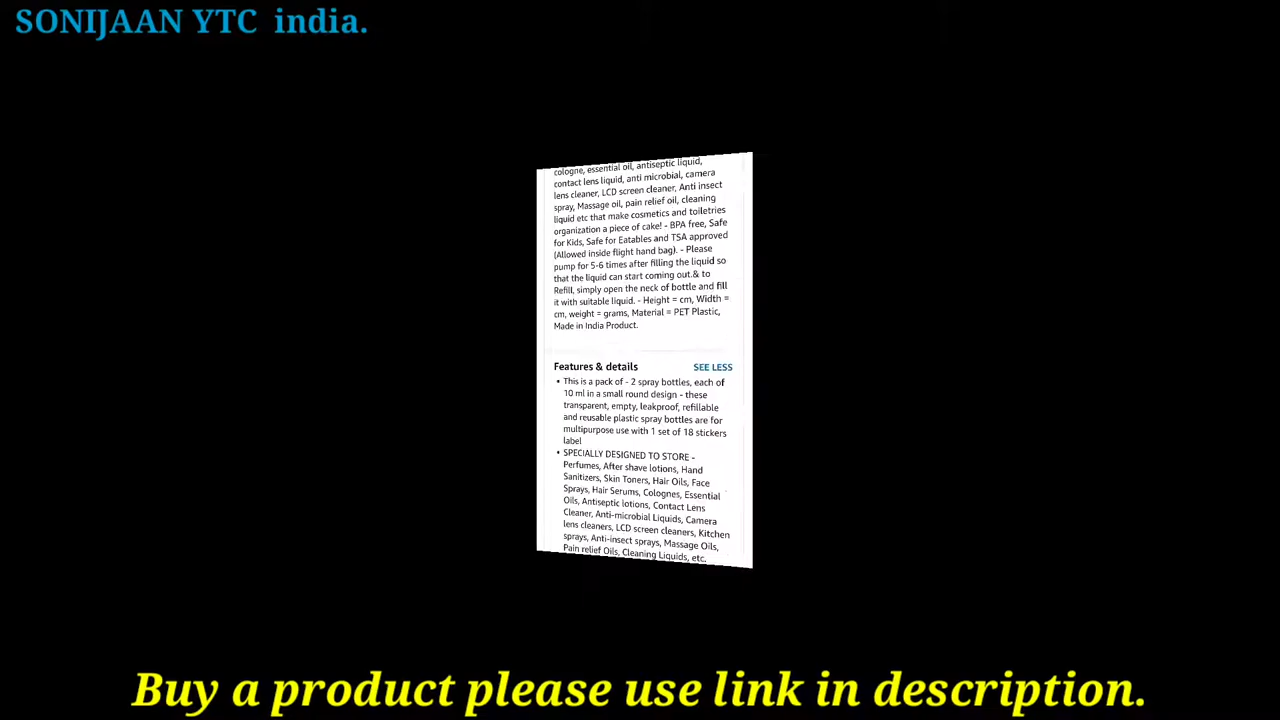 SONIJAAN YTC india.
cologne, essential oil, antiseptic liquid,
contact lens liquid, anti microbial, camera
lens cleaner, LCD screen cleaner, Anti insect
spray, Massage oil, pain relief oil, cleaning
liquid etc that make cosmetics and toiletries
organization a piece of cake! - BPA free, Safe
for Kids, Safe for Eatables and TSA approved
(Allowed inside flight hand bag). - Please
pump for 5-6 times after filling the liquid so
that the liquid can start coming out.& to
Refill, simply open the neck of bottle and fill
it with suitable liquid. - Height = cm, Width =
cm, weight = grams, Material = PET Plastic,
Made in India Product.
Features & details SEE LESS
• This is a pack of - 2 spray bottles, each of
10 ml in a small round design - these
transparent, empty, leakproof, refillable
and reusable plastic spray bottles are for
multipurpose use with 1 set of 18 stickers
label
• SPECIALLY DESIGNED TO STORE -
Perfumes, After shave lotions, Hand
Sanitizers, Skin Toners, Hair Oils, Face
Sprays, Hair Serums, Colognes, Essential
Oils, Antiseptic lotions, Contact Lens
Cleaner, Anti-microbial Liquids, Camera
lens cleaners, LCD screen cleaners, Kitchen
sprays, Anti-insect sprays, Massage Oils,
Pain relief Oils, Cleaning Liquids, etc.
Buy a product please use link in description.